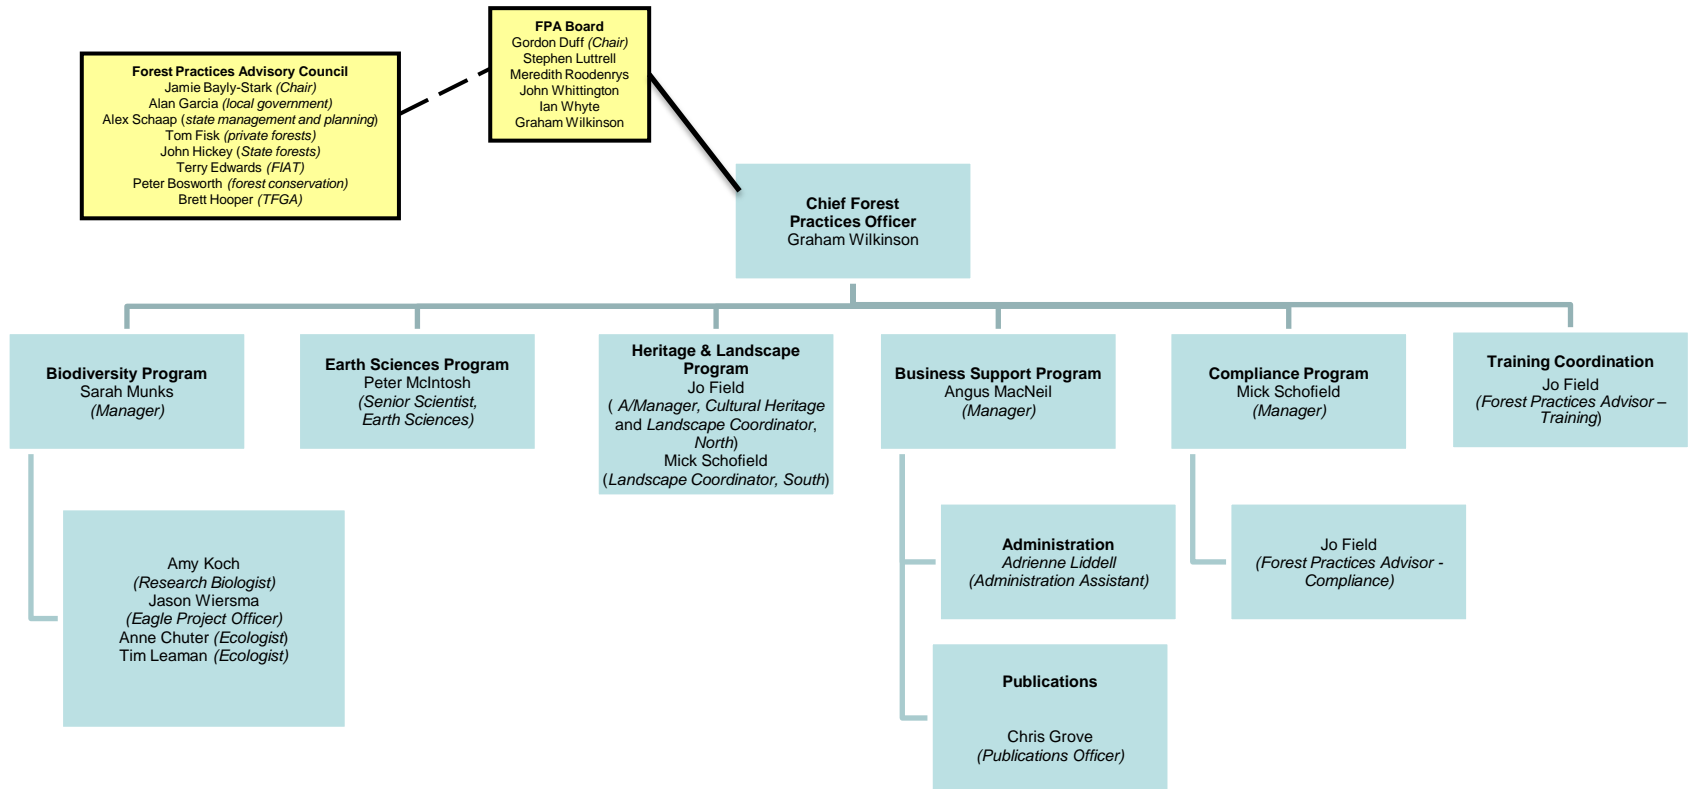 FPA Board
Gordon Duff (Chair)
Stephen Luttrell
Meredith Roodenrys
John Whittington
Ian Whyte
Graham Wilkinson
Forest Practices Advisory Council
Jamie Bayly-Stark (Chair)
Alan Garcia (local government)
Alex Schaap (state management and planning)
Tom Fisk (private forests)
John Hickey (State forests)
Terry Edwards (FIAT)
Peter Bosworth (forest conservation)
Brett Hooper (TFGA)
Chief Forest
Practices Officer
Graham Wilkinson
Biodiversity Program
Sarah Munks
(Manager)
Earth Sciences Program
Peter McIntosh
(Senior Scientist,
Earth Sciences)
Heritage & Landscape
Program
Jo Field
( A/Manager, Cultural Heritage
and Landscape Coordinator,
North)
Mick Schofield
(Landscape Coordinator, South)
Business Support Program
Angus MacNeil
(Manager)
Compliance Program
Mick Schofield
(Manager)
Training Coordination
Jo Field
(Forest Practices Advisor –
Training)
Amy Koch
(Research Biologist)
Jason Wiersma
(Eagle Project Officer)
Anne Chuter (Ecologist)
Tim Leaman (Ecologist)
Administration
Adrienne Liddell
(Administration Assistant)
Jo Field
(Forest Practices Advisor -
Compliance)
Publications
Chris Grove
(Publications Officer)